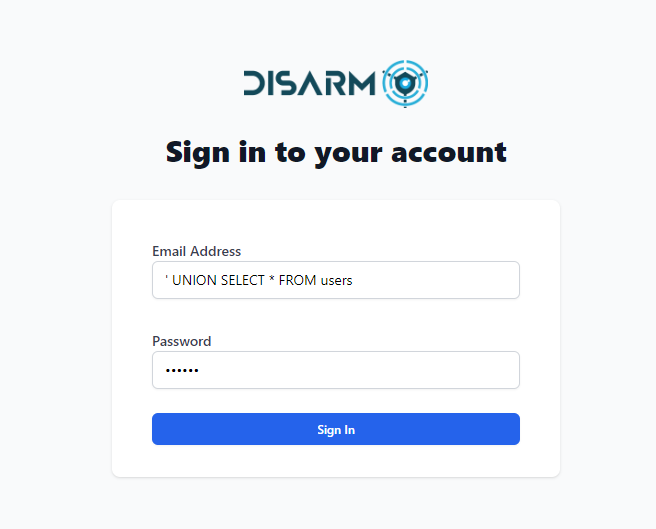 DISARM
Sign in to your account
Email Address
' UNION SELECT * FROM users
Password
••••••
Sign In